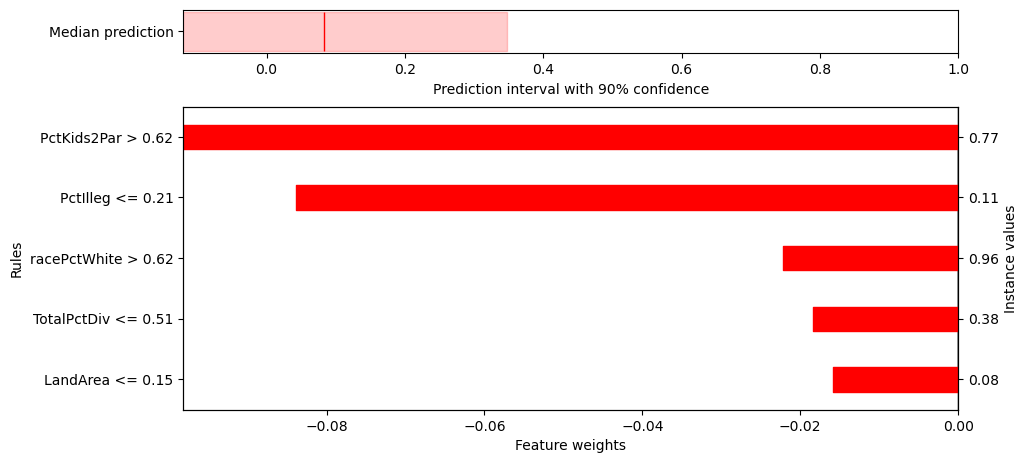 Median prediction
0.0 0.2 0.4 0.6 0.8 1.0
Prediction interval with 90% confidence
PctKids2Par > 0.62 0.77
PctIlleg <= 0.21 0.11
racePctWhite > 0.62 0.96
TotalPctDiv <= 0.51 0.38
LandArea <= 0.15 0.08
Rules
Instance values
−0.08 −0.06 −0.04 −0.02 0.00
Feature weights